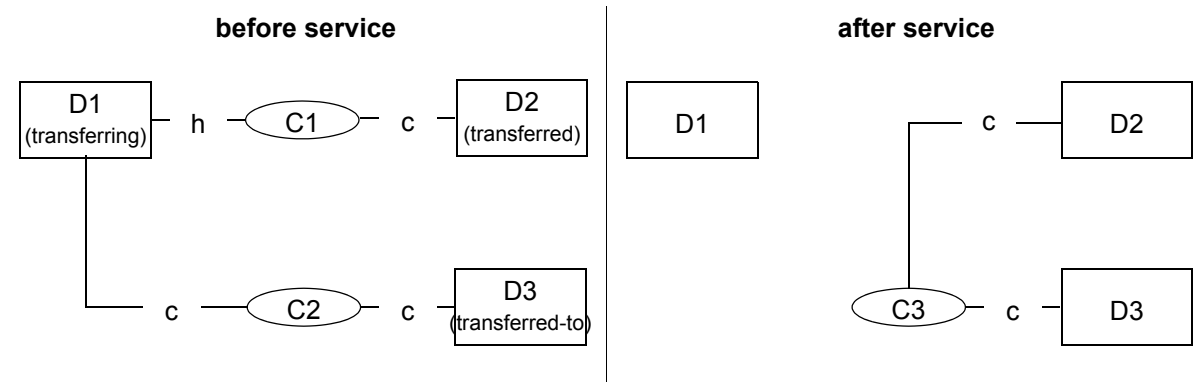 before service
D1
(transferring)
h
C1
c
D2
(transferred)
c
C2
c
D3
(transferred-to)
after service
D1
c
D2
C3
c
D3